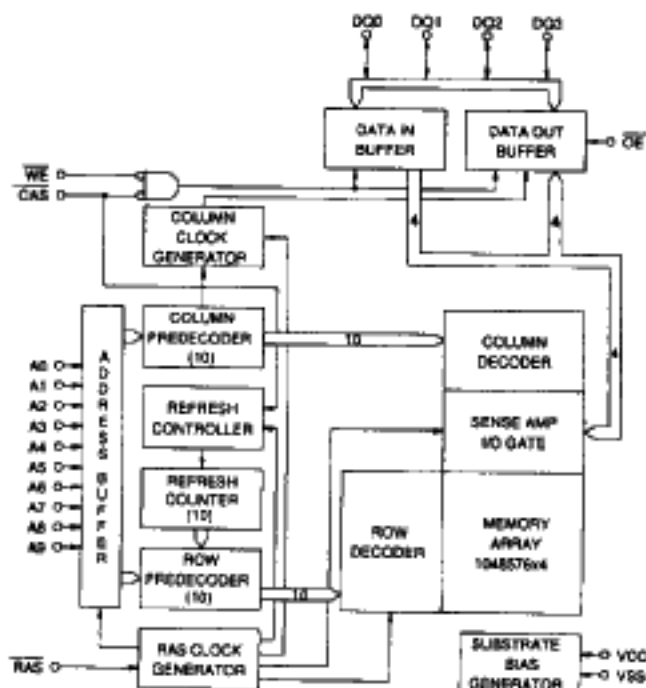 DQ0 DQ1 DQ2 DQ3
DATA IN
BUFFER
DATA OUT
BUFFER
OE
WE
CAS
COLUMN
CLOCK
GENERATOR
4
4
4
COLUMN
PREDECODER
(10)
10
COLUMN
DECODER
ADDRESS BUFFER
A0
A1
A2
A3
A4
A5
A6
A7
A8
A9
REFRESH
CONTROLLER
SENSE AMP
I/O GATE
REFRESH
COUNTER
(10)
ROW
DECODER
MEMORY
ARRAY
1048576x4
ROW
PREDECODER
(10)
10
RAS
RAS CLOCK
GENERATOR
SUBSTRATE
BIAS
GENERATOR
VCC
VSS